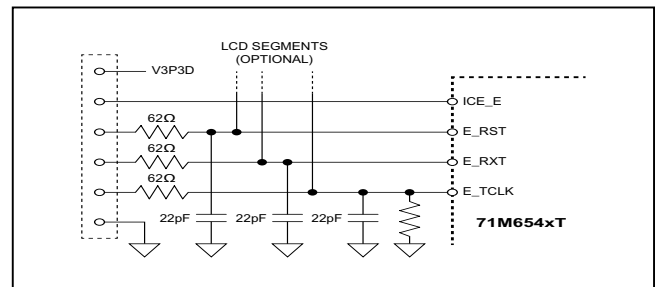 LCD SEGMENTS
(OPTIONAL)
V3P3D
ICE_E
62Ω
E_RST
62Ω
E_RXT
62Ω
E_TCLK
22pF
22pF
22pF
71M654xT